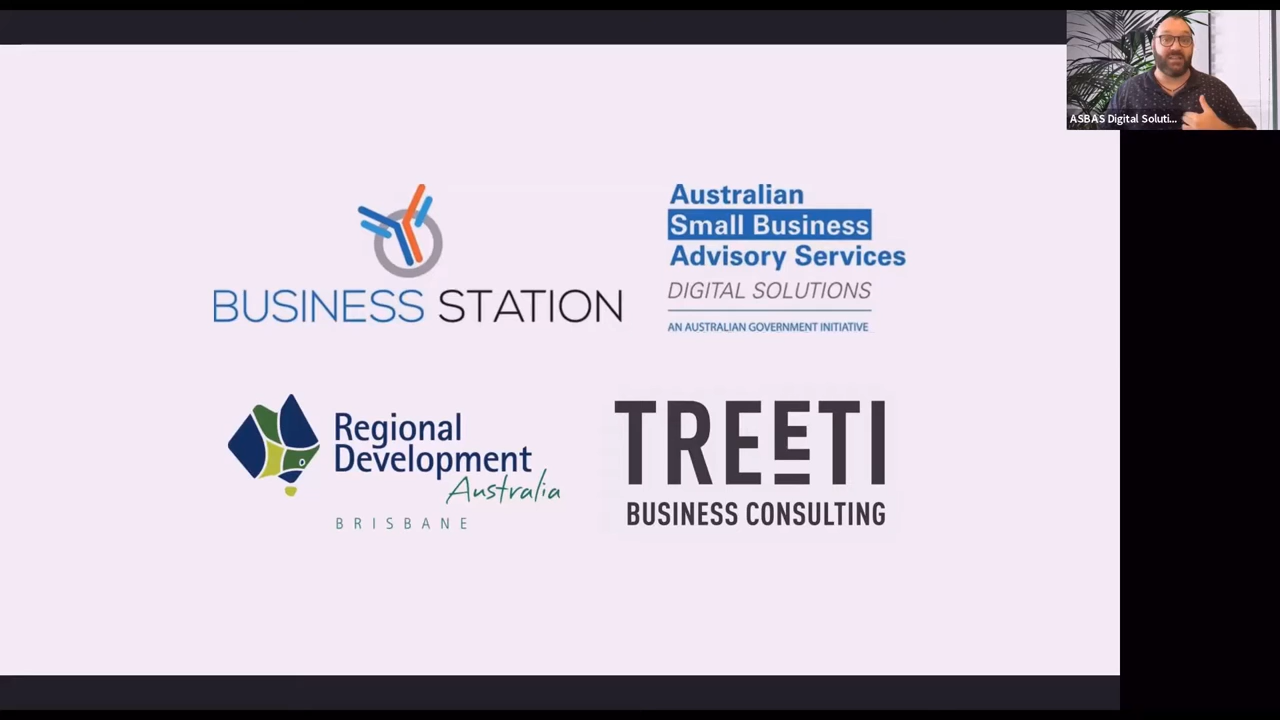 ASBAS Digital Soluti...
BUSINESS STATION
Australian
Small Business
Advisory Services
DIGITAL SOLUTIONS
AN AUSTRALIAN GOVERNMENT INITIATIVE
Regional
Development
Australia
BRISBANE
TREETI
BUSINESS CONSULTING